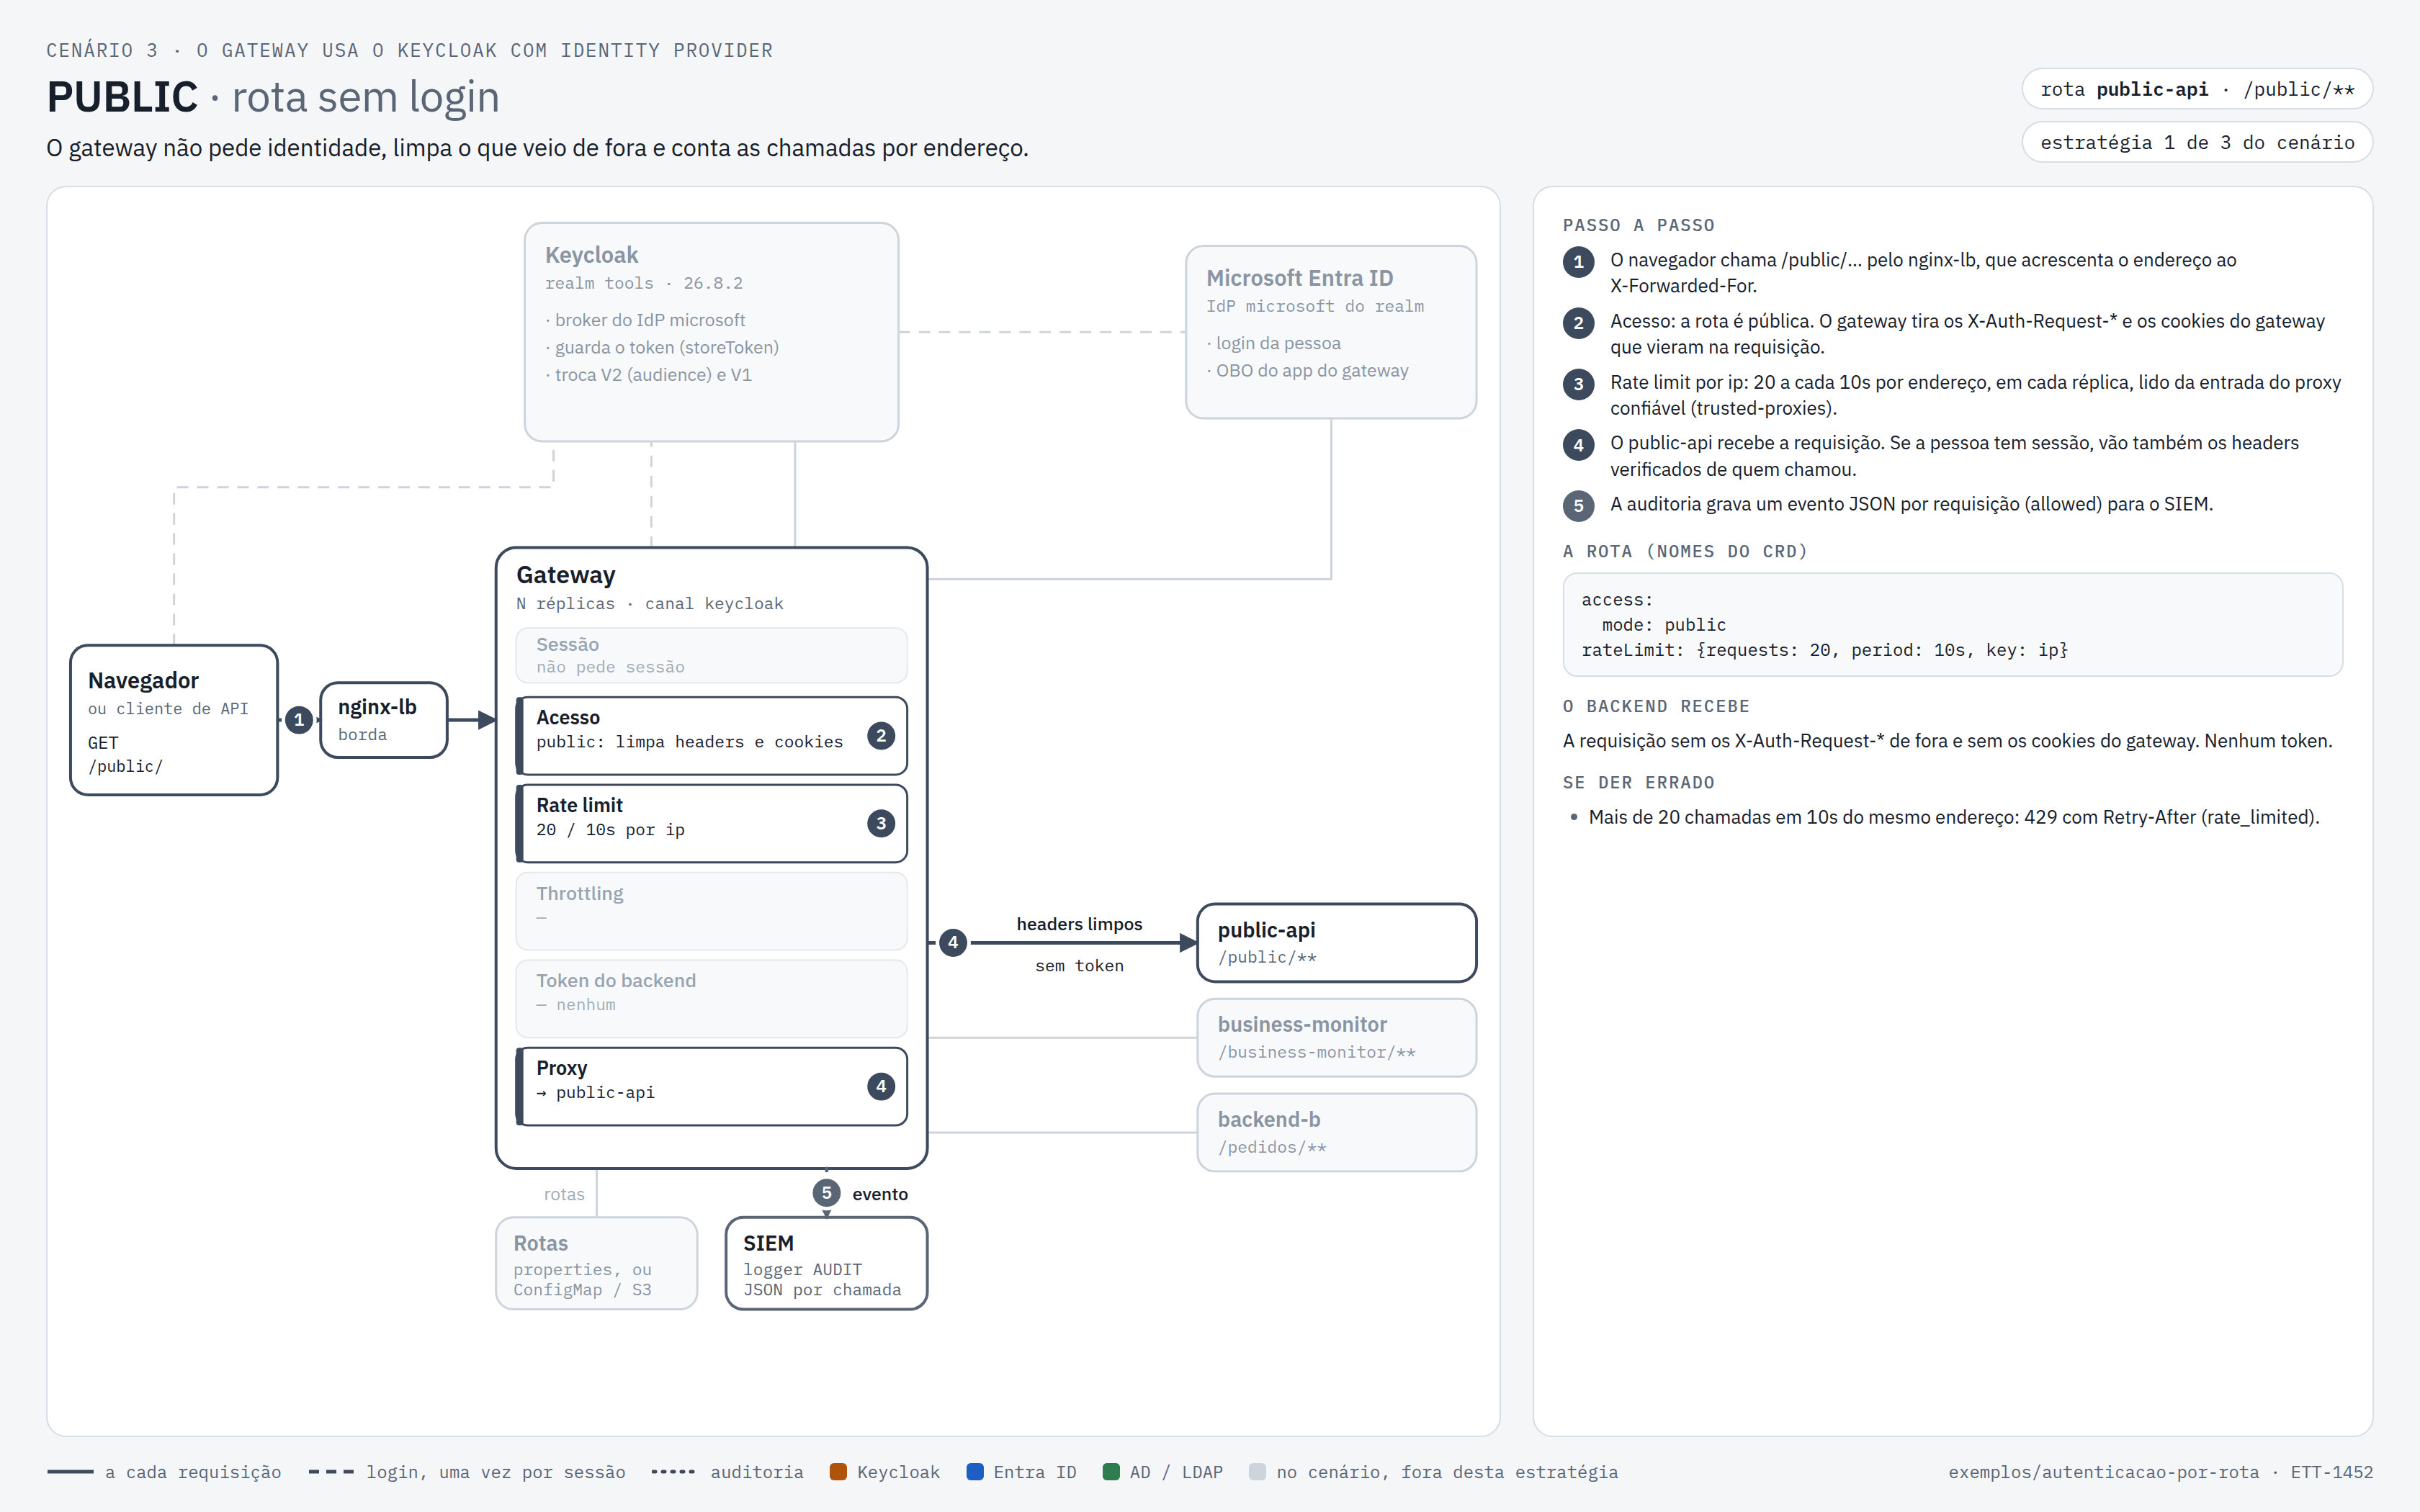 CENÁRIO 3 · O GATEWAY USA O KEYCLOAK COM IDENTITY PROVIDER
PUBLIC · rota sem login
O gateway não pede identidade, limpa o que veio de fora e conta as chamadas por endereço.
rota public-api · /public/**
estratégia 1 de 3 do cenário
Keycloak
realm tools · 26.8.2
· broker do IdP microsoft
· guarda o token (storeToken)
· troca V2 (audience) e V1
Microsoft Entra ID
IdP microsoft do realm
· login da pessoa
· OBO do app do gateway
Navegador
ou cliente de API
GET
/public/
1
nginx-lb
borda
Gateway
N réplicas · canal keycloak
Sessão
não pede sessão
Acesso
public: limpa headers e cookies
2
Rate limit
20 / 10s por ip
3
Throttling
—
Token do backend
— nenhum
Proxy
→ public-api
4
4
headers limpos
sem token
public-api
/public/**
business-monitor
/business-monitor/**
backend-b
/pedidos/**
rotas
5
evento
Rotas
properties, ou
ConfigMap / S3
SIEM
logger AUDIT
JSON por chamada
PASSO A PASSO
1 O navegador chama /public/... pelo nginx-lb, que acrescenta o endereço ao
X-Forwarded-For.
2 Acesso: a rota é pública. O gateway tira os X-Auth-Request-* e os cookies do gateway
que vieram na requisição.
3 Rate limit por ip: 20 a cada 10s por endereço, em cada réplica, lido da entrada do proxy
confiável (trusted-proxies).
4 O public-api recebe a requisição. Se a pessoa tem sessão, vão também os headers
verificados de quem chamou.
5 A auditoria grava um evento JSON por requisição (allowed) para o SIEM.
A ROTA (NOMES DO CRD)
access:
  mode: public
rateLimit: {requests: 20, period: 10s, key: ip}
O BACKEND RECEBE
A requisição sem os X-Auth-Request-* de fora e sem os cookies do gateway. Nenhum token.
SE DER ERRADO
• Mais de 20 chamadas em 10s do mesmo endereço: 429 com Retry-After (rate_limited).
a cada requisição
login, uma vez por sessão
auditoria
Keycloak
Entra ID
AD / LDAP
no cenário, fora desta estratégia
exemplos/autenticacao-por-rota · ETT-1452